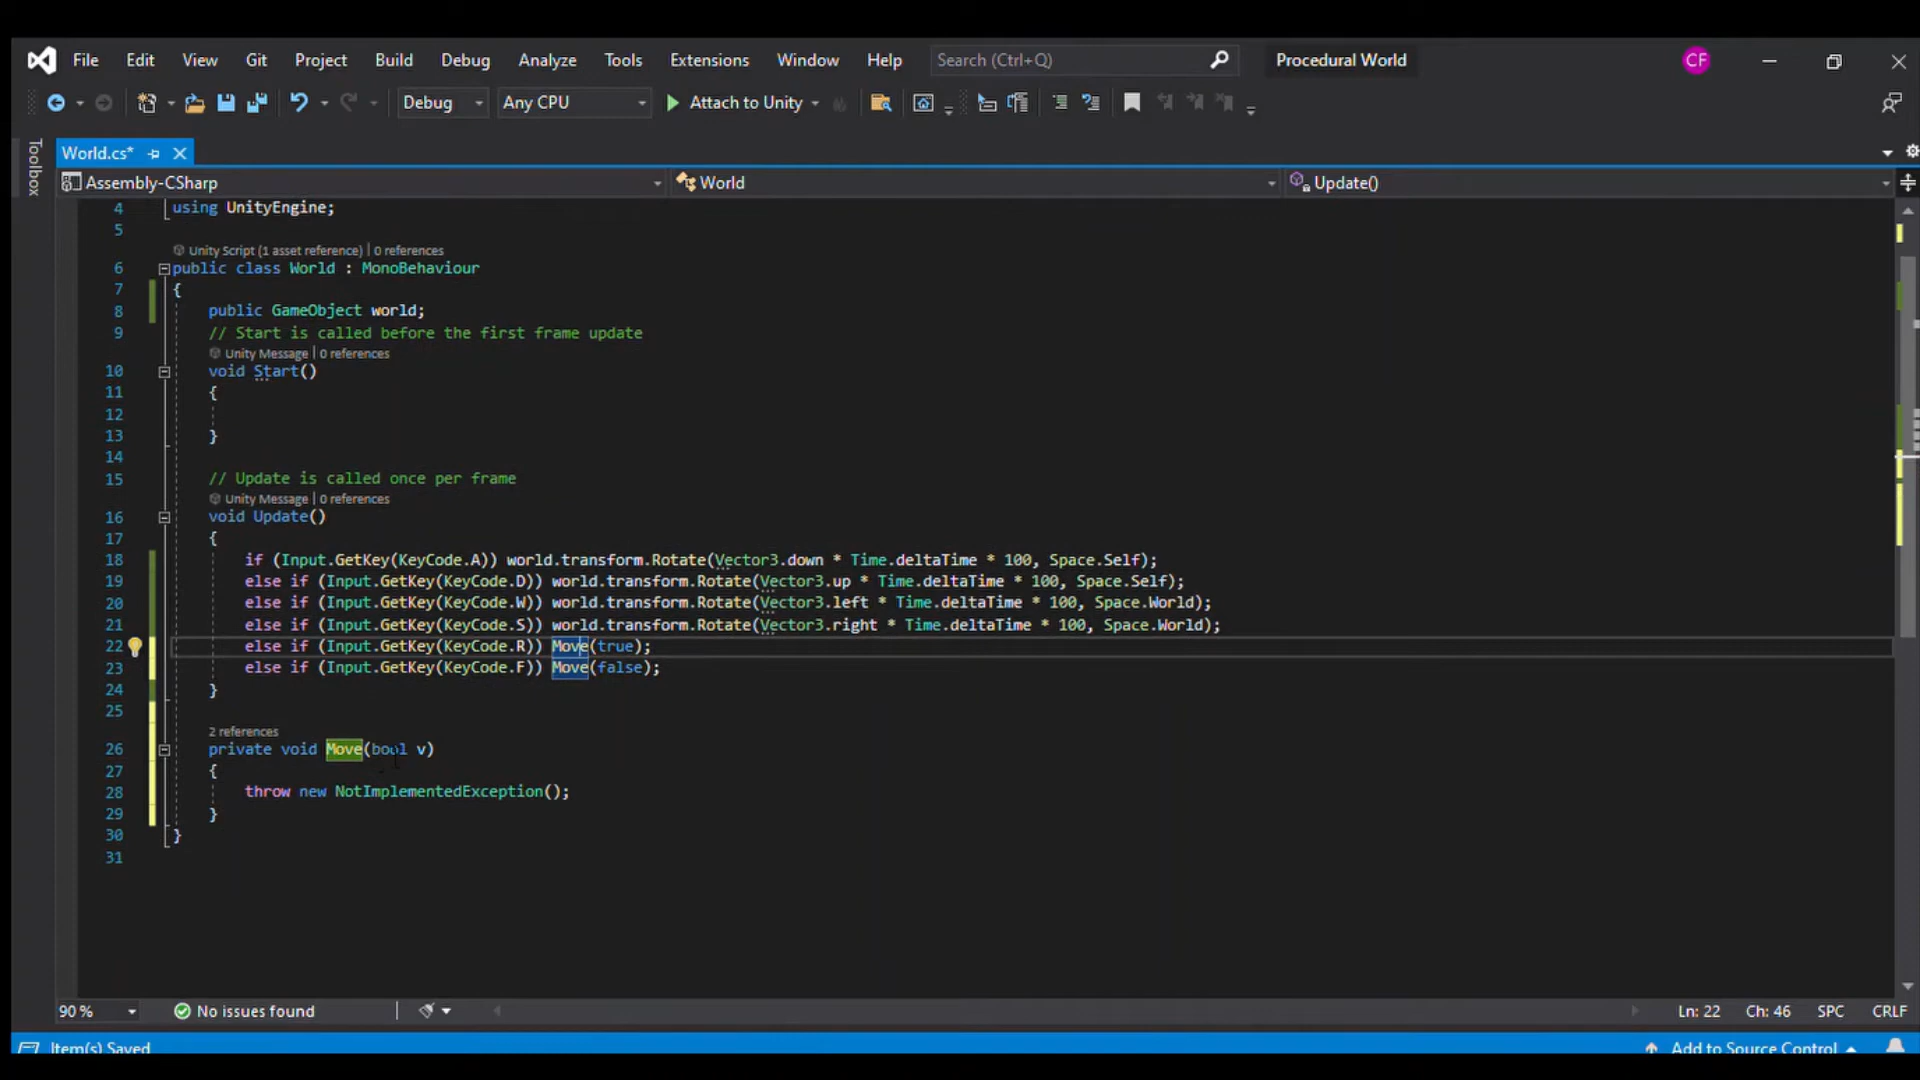 File Edit View Git Project Build Debug Analyze Tools Extensions Window Help Search (Ctrl+Q) Procedural World CF
Debug Any CPU Attach to Unity
Toolbox
World.cs*
Assembly-CSharp World Update()
4 using UnityEngine;
5
Unity Script (1 asset reference) | 0 references
6 public class World : MonoBehaviour
7 {
8 public GameObject world;
9 // Start is called before the first frame update
Unity Message | 0 references
10 void Start()
11 {
12
13 }
14
15 // Update is called once per frame
Unity Message | 0 references
16 void Update()
17 {
18 if (Input.GetKey(KeyCode.A)) world.transform.Rotate(Vector3.down * Time.deltaTime * 100, Space.Self);
19 else if (Input.GetKey(KeyCode.D)) world.transform.Rotate(Vector3.up * Time.deltaTime * 100, Space.Self);
20 else if (Input.GetKey(KeyCode.W)) world.transform.Rotate(Vector3.left * Time.deltaTime * 100, Space.World);
21 else if (Input.GetKey(KeyCode.S)) world.transform.Rotate(Vector3.right * Time.deltaTime * 100, Space.World);
22 else if (Input.GetKey(KeyCode.R)) Move(true);
23 else if (Input.GetKey(KeyCode.F)) Move(false);
24 }
25
2 references
26 private void Move(bool v)
27 {
28 throw new NotImplementedException();
29 }
30 }
31
90 % No issues found Ln: 22 Ch: 46 SPC CRLF
Item(s) Saved Add to Source Control